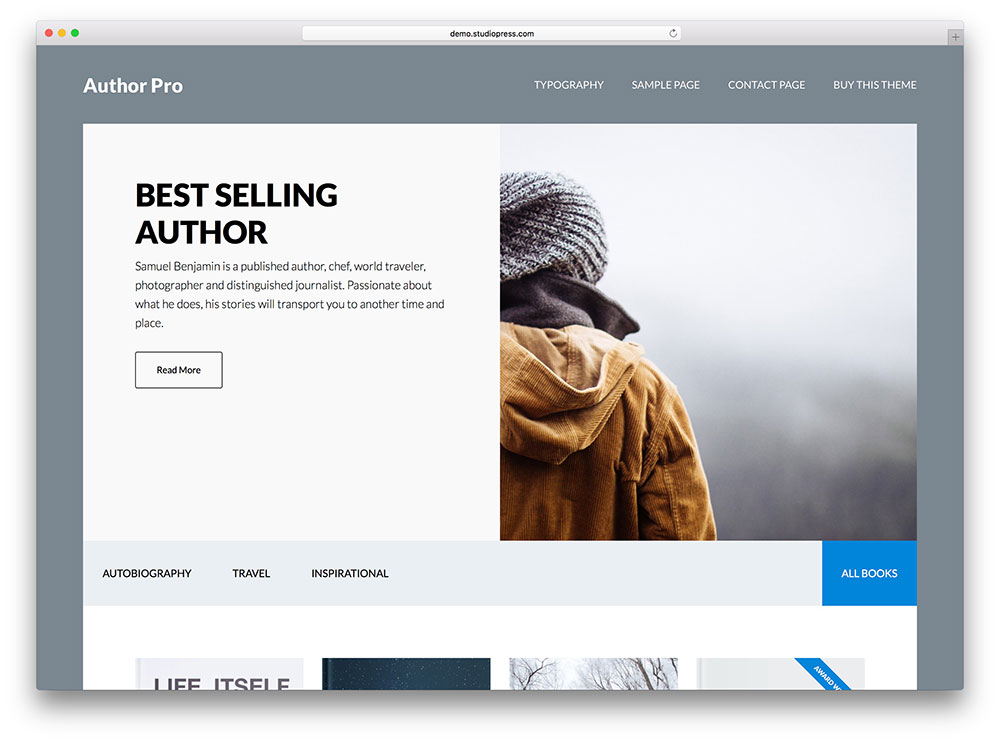 demo.studiopress.com
Author Pro
TYPOGRAPHY SAMPLE PAGE CONTACT PAGE BUY THIS THEME
BEST SELLING
AUTHOR
Samuel Benjamin is a published author, chef, world traveler,
photographer and distinguished journalist. Passionate about
what he does, his stories will transport you to another time and
place.
Read More
AUTOBIOGRAPHY TRAVEL INSPIRATIONAL ALL BOOKS
LIFE ITSELF
AWARD